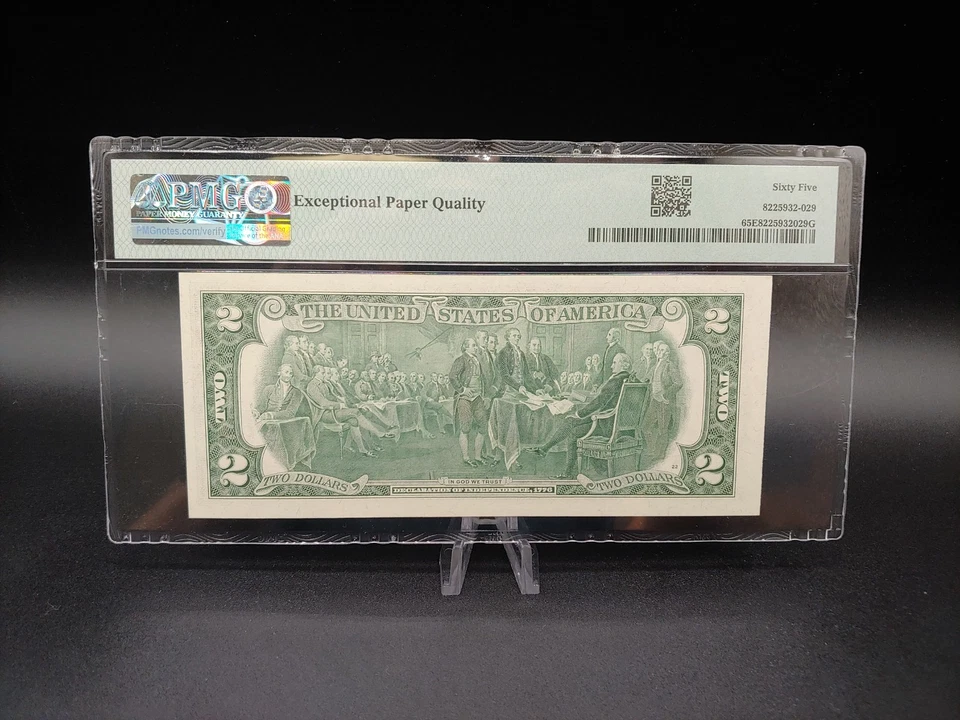 PMG
PAPER MONEY GUARANTY
PMGnotes.com/verify
Exceptional Paper Quality
Sixty Five
8225932-029
65E8225932029G
2
THE UNITED STATES OF AMERICA
2
TWO
TWO
2
TWO DOLLARS
IN GOD WE TRUST
DECLARATION OF INDEPENDENCE, 1776
TWO DOLLARS
2